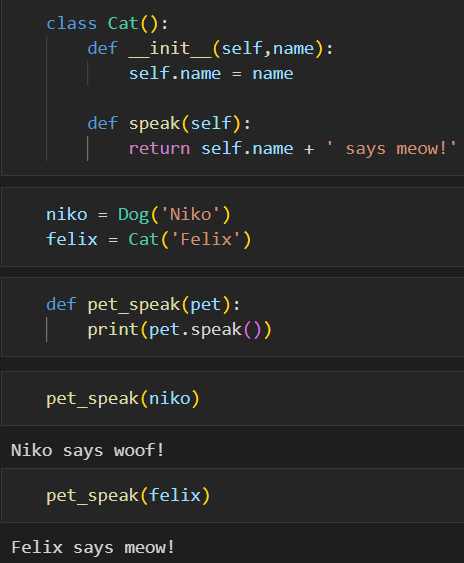 class Cat():
    def __init__(self,name):
        self.name = name

    def speak(self):
        return self.name + ' says meow!'
niko = Dog('Niko')
felix = Cat('Felix')
def pet_speak(pet):
    print(pet.speak())
pet_speak(niko)
Niko says woof!
pet_speak(felix)
Felix says meow!